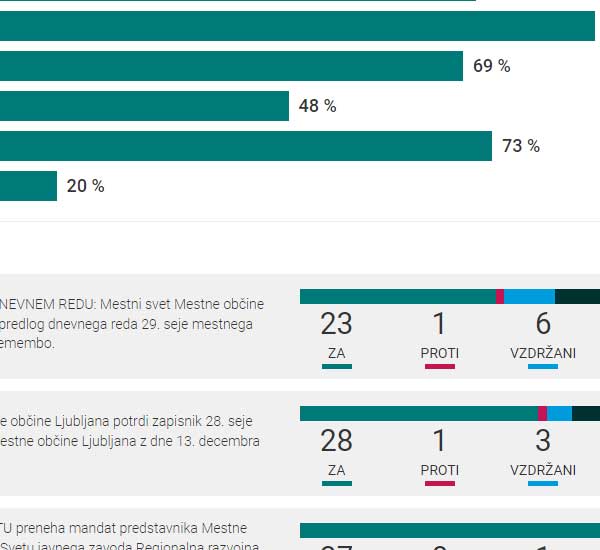 69 %
48 %
73 %
20 %
NEVNEM REDU: Mestni svet Mestne občine
predlog dnevnega reda 29. seje mestnega
emembo.
23 1 6
ZA PROTI VZDRŽANI
e občine Ljubljana potrdi zapisnik 28. seje
estne občine Ljubljana z dne 13. decembra
28 1 3
ZA PROTI VZDRŽANI
TU preneha mandat predstavnika Mestne
Svetu javnega zavoda Regionalna razvojna